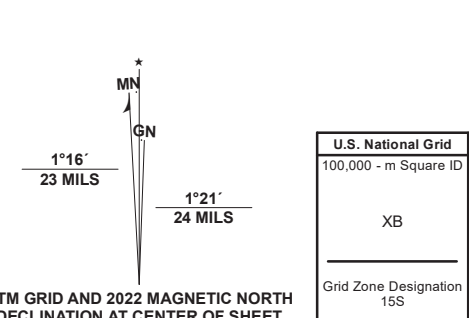 MN
GN
1°16´
23 MILS
1°21´
24 MILS
TM GRID AND 2022 MAGNETIC NORTH
DECLINATION AT CENTER OF SHEET
U.S. National Grid
100,000 - m Square ID
XB
Grid Zone Designation
15S